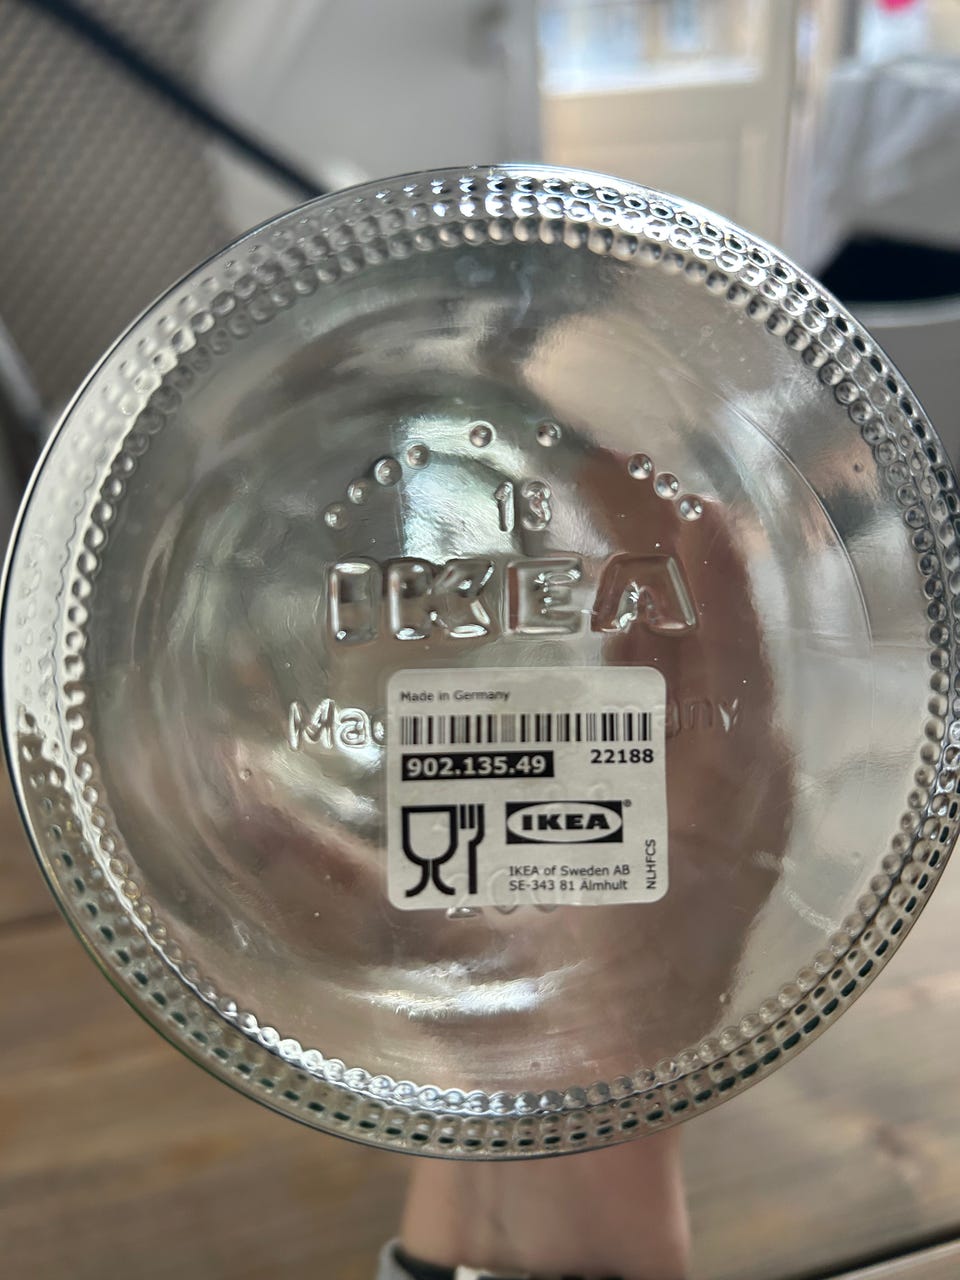 13
IKEA
Made in Germany
902.135.49
22188
IKEA®
IKEA of Sweden AB
SE-343 81 Älmhult
NLHFCS